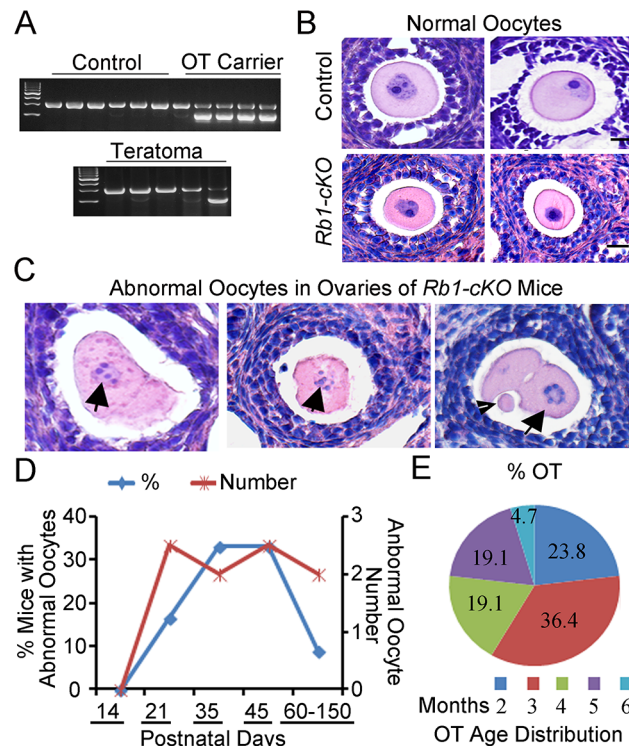 A
Control OT Carrier
Teratoma
B
Normal Oocytes
Control
Rb1-cKO
C
Abnormal Oocytes in Ovaries of Rb1-cKO Mice
D
% Number
% Mice with
Abnormal Oocytes
40
30
20
10
0
3
2
1
0
Anbormal Oocyte
Number
14 21 35 45 60-150
Postnatal Days
E
% OT
4.7
23.8
19.1
19.1
36.4
Months 2 3 4 5 6
OT Age Distribution